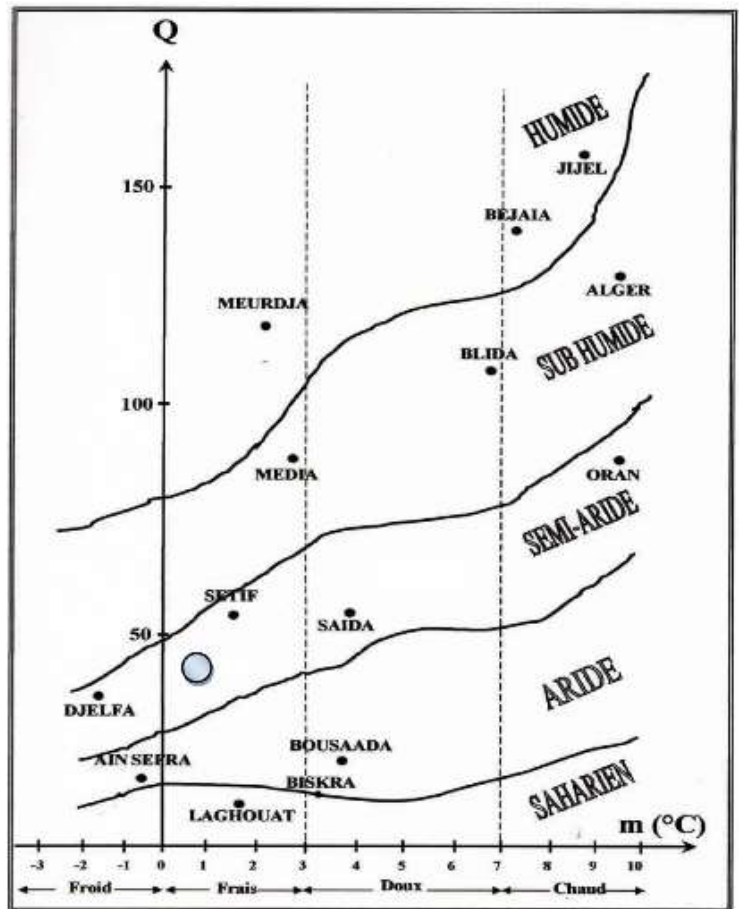 Q
HUMIDE
JIJEL
150
BEJAIA
MEURDJA
ALGER
BLIDA
SUB HUMIDE
100
MEDIA
ORAN
SEMI-ARIDE
SETIF
50
SAIDA
ARIDE
DJELFA
AIN SEFRA
BOUSAADA
BISKRA
LAGHOUAT
SAHARIEN
m (°C)
-3 -2 -1 0 1 2 3 4 5 6 7 8 9 10
Froid Frais Doux Chaud